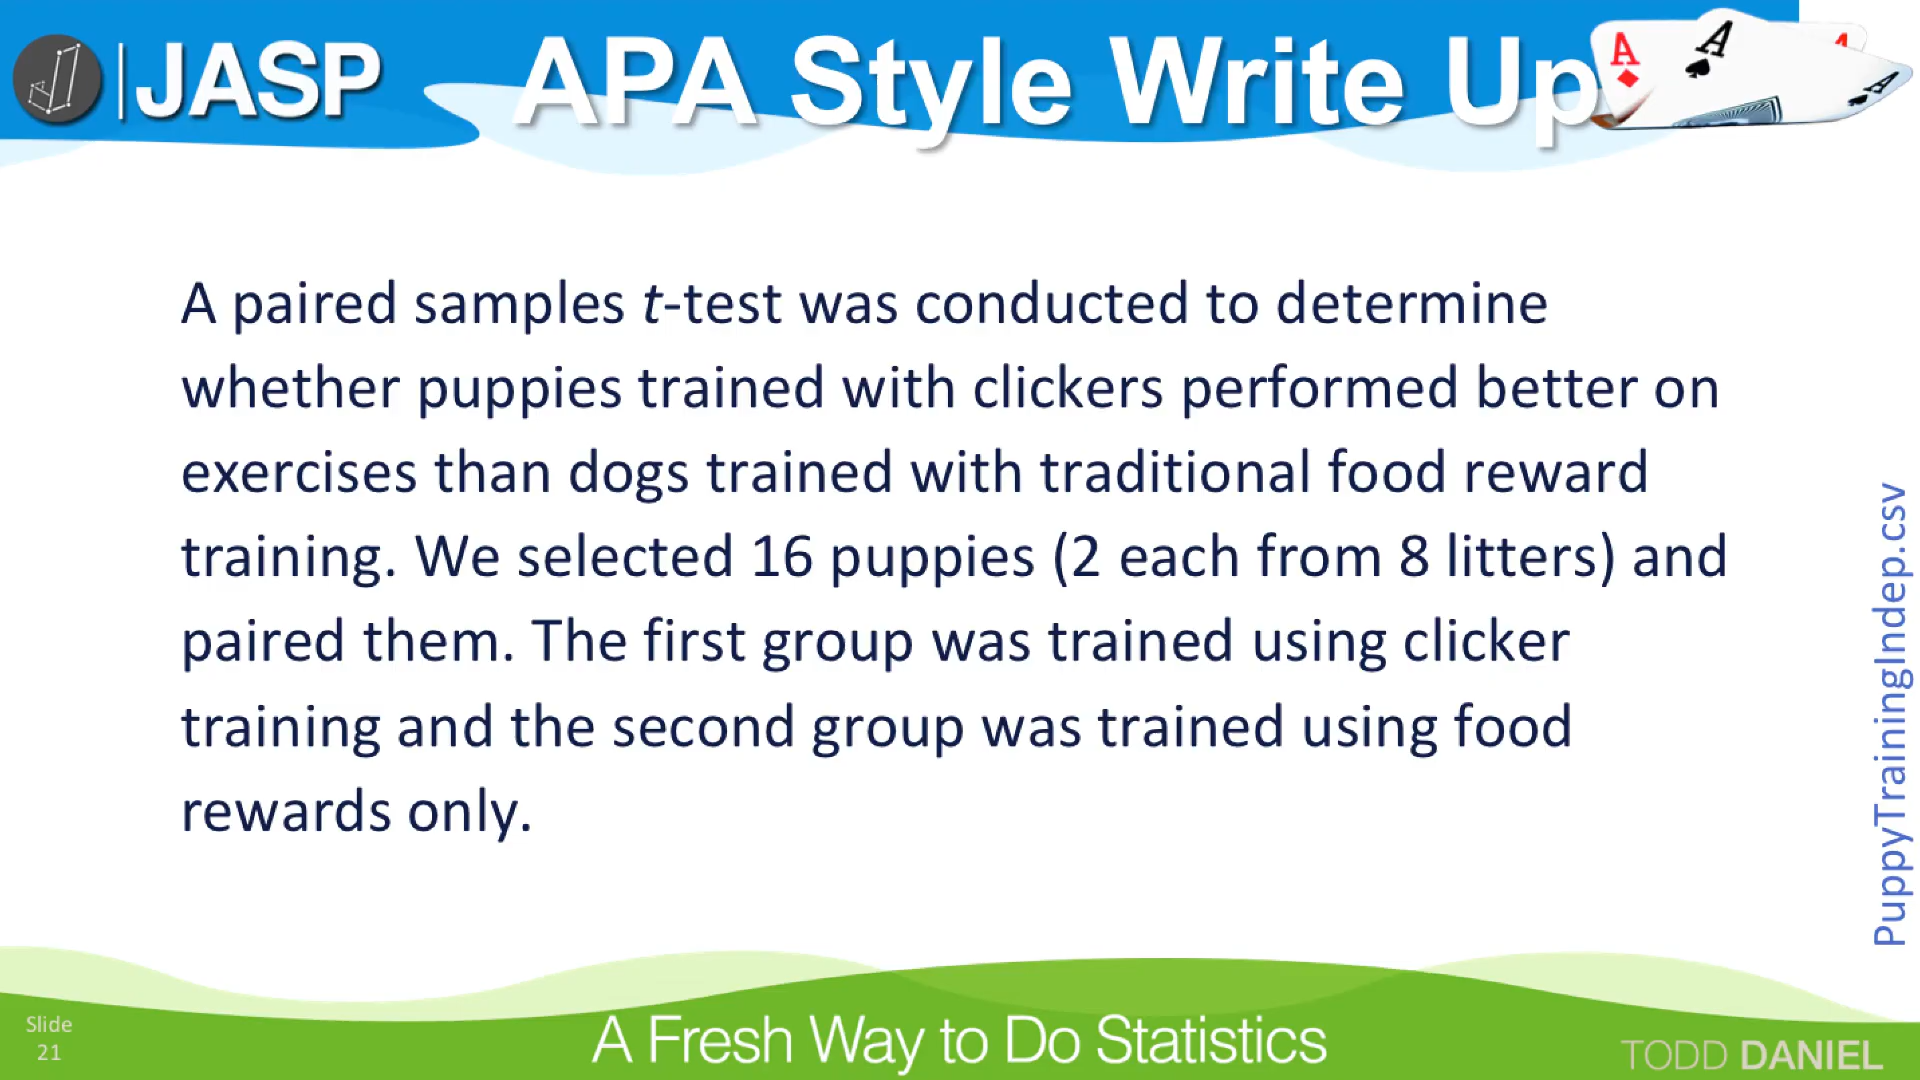 JASP
APA Style Write Up
A
A
A
A
A paired samples t-test was conducted to determine
whether puppies trained with clickers performed better on
exercises than dogs trained with traditional food reward
training. We selected 16 puppies (2 each from 8 litters) and
paired them. The first group was trained using clicker
training and the second group was trained using food
rewards only.
PuppyTrainingIndep.csv
Slide
21
A Fresh Way to Do Statistics
TODD DANIEL